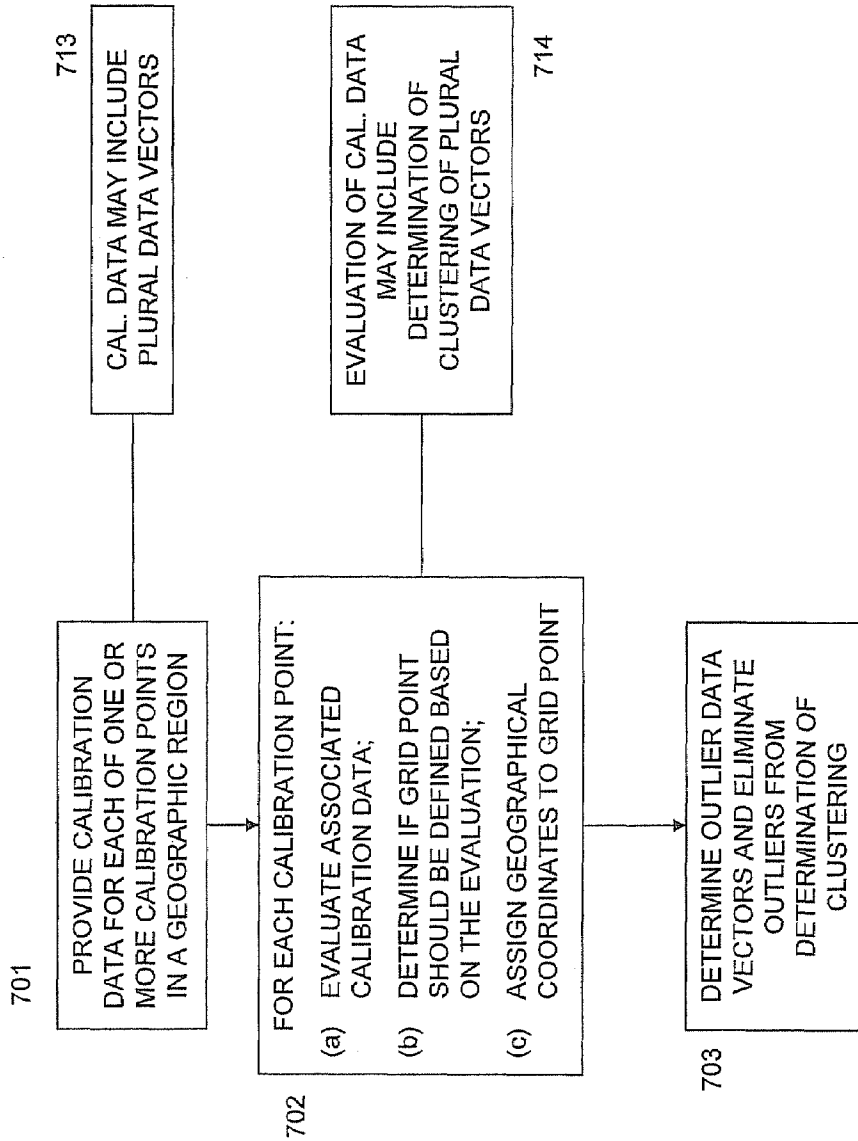 701
PROVIDE CALIBRATION
DATA FOR EACH OF ONE OR
MORE CALIBRATION POINTS
IN A GEOGRAPHIC REGION
713
CAL. DATA MAY INCLUDE
PLURAL DATA VECTORS
702
FOR EACH CALIBRATION POINT:
(a) EVALUATE ASSOCIATED
CALIBRATION DATA;
(b) DETERMINE IF GRID POINT
SHOULD BE DEFINED BASED
ON THE EVALUATION;
(c) ASSIGN GEOGRAPHICAL
COORDINATES TO GRID POINT
EVALUATION OF CAL. DATA
MAY INCLUDE
DETERMINATION OF
CLUSTERING OF PLURAL
DATA VECTORS
714
703
DETERMINE OUTLIER DATA
VECTORS AND ELIMINATE
OUTLIERS FROM
DETERMINATION OF
CLUSTERING